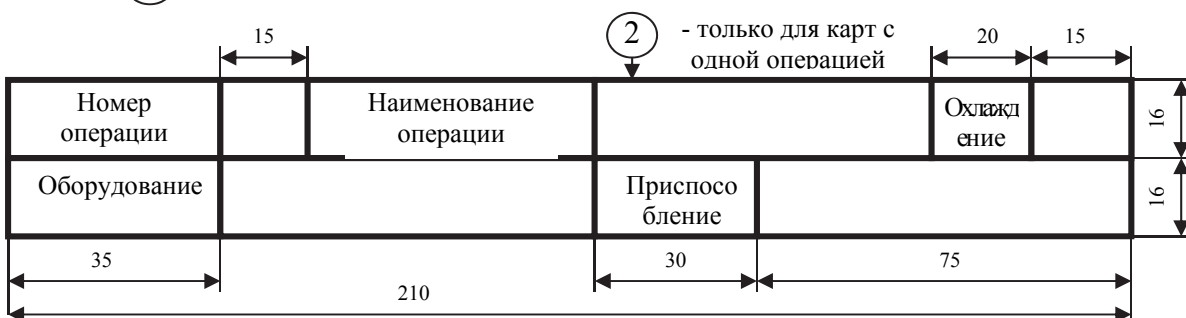 15
2 - только для карт с
одной операцией
20
15
Номер
операции
Наименование
операции
Охлажд
ение
16
Оборудование
Приспосо
бление
16
35
30
75
210